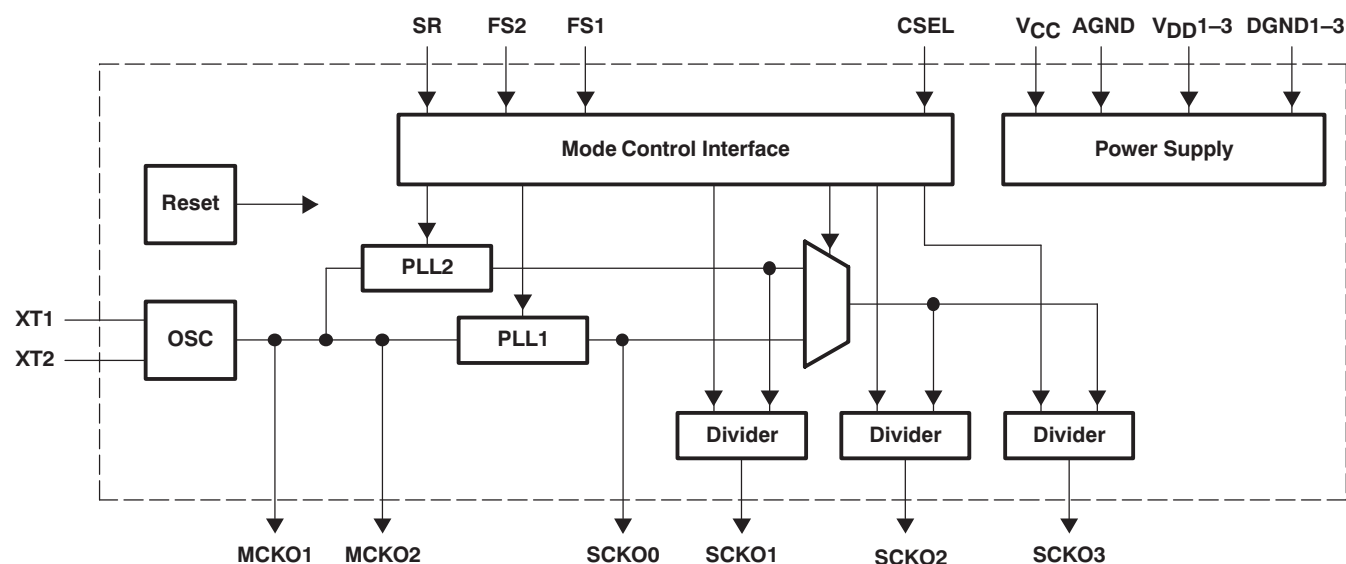 SR FS2 FS1 CSEL VCC AGND VDD1–3 DGND1–3
Mode Control Interface
Power Supply
Reset
PLL2
XT1
OSC
PLL1
XT2
Divider Divider Divider
MCKO1 MCKO2 SCKO0 SCKO1 SCKO2 SCKO3